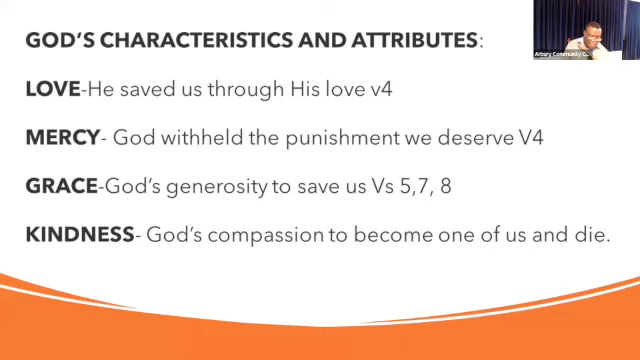 GOD'S CHARACTERISTICS AND ATTRIBUTES:
LOVE-He saved us through His love v4
MERCY- God withheld the punishment we deserve V4
GRACE-God's generosity to save us Vs 5,7, 8
KINDNESS- God's compassion to become one of us and die.
Arbury Community C...